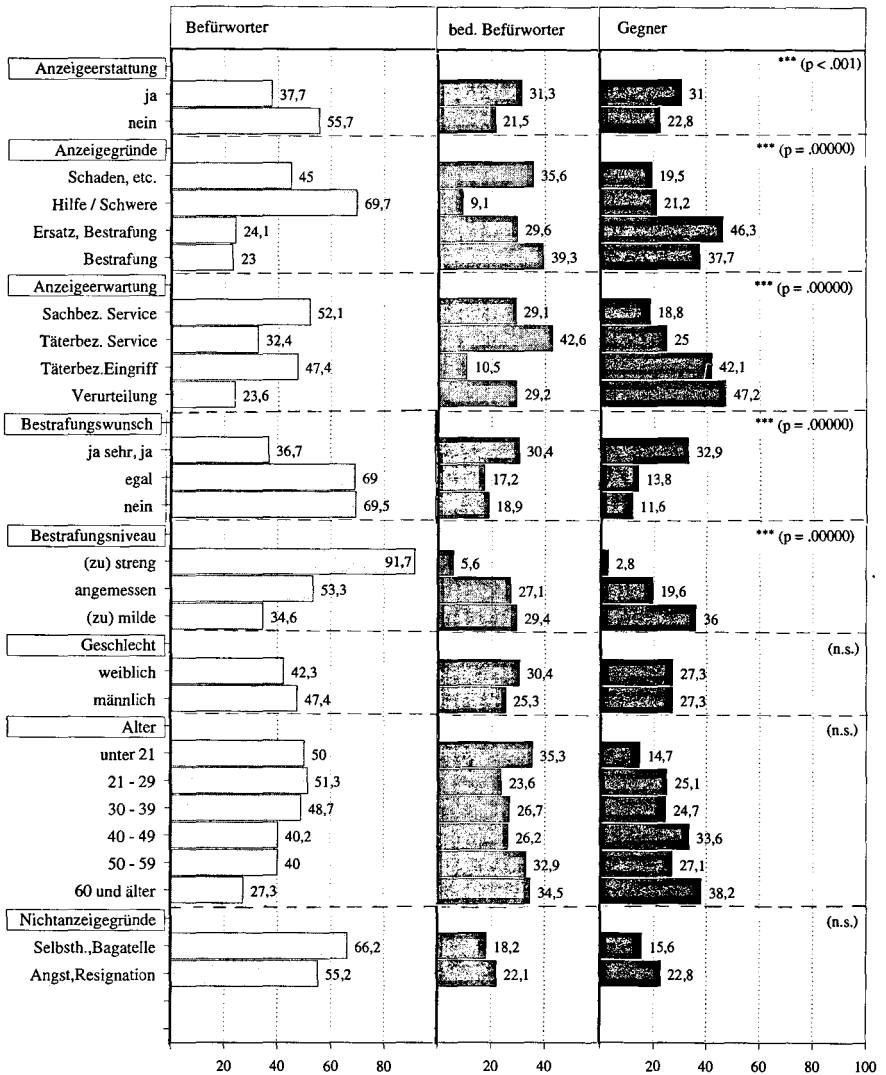 Befürworter bed. Befürworter Gegner
Anzeigeerstattung *** (p < .001)
ja 37,7 31,3 31
nein 55,7 21,5 22,8
Anzeigegründe *** (p = .00000)
Schaden, etc. 45 35,6 19,5
Hilfe / Schwere 69,7 9,1 21,2
Ersatz, Bestrafung 24,1 29,6 46,3
Bestrafung 23 39,3 37,7
Anzeigeerwartung *** (p = .00000)
Sachbez. Service 52,1 29,1 18,8
Täterbez. Service 32,4 42,6 25
Täterbez.Eingriff 47,4 10,5 42,1
Verurteilung 23,6 29,2 47,2
Bestrafungswunsch *** (p = .00000)
ja sehr, ja 36,7 30,4 32,9
egal 69 17,2 13,8
nein 69,5 18,9 11,6
Bestrafungsniveau *** (p = .00000)
(zu) streng 91,7 5,6 2,8
angemessen 53,3 27,1 19,6
(zu) milde 34,6 29,4 36
Geschlecht (n.s.)
weiblich 42,3 30,4 27,3
männlich 47,4 25,3 27,3
Alter (n.s.)
unter 21 50 35,3 14,7
21 - 29 51,3 23,6 25,1
30 - 39 48,7 26,7 24,7
40 - 49 40,2 26,2 33,6
50 - 59 40 32,9 27,1
60 und älter 27,3 34,5 38,2
Nichtanzeigegründe (n.s.)
Selbsth.,Bagatelle 66,2 18,2 15,6
Angst,Resignation 55,2 22,1 22,8
20 40 60 80 20 40 20 40 60 80 100